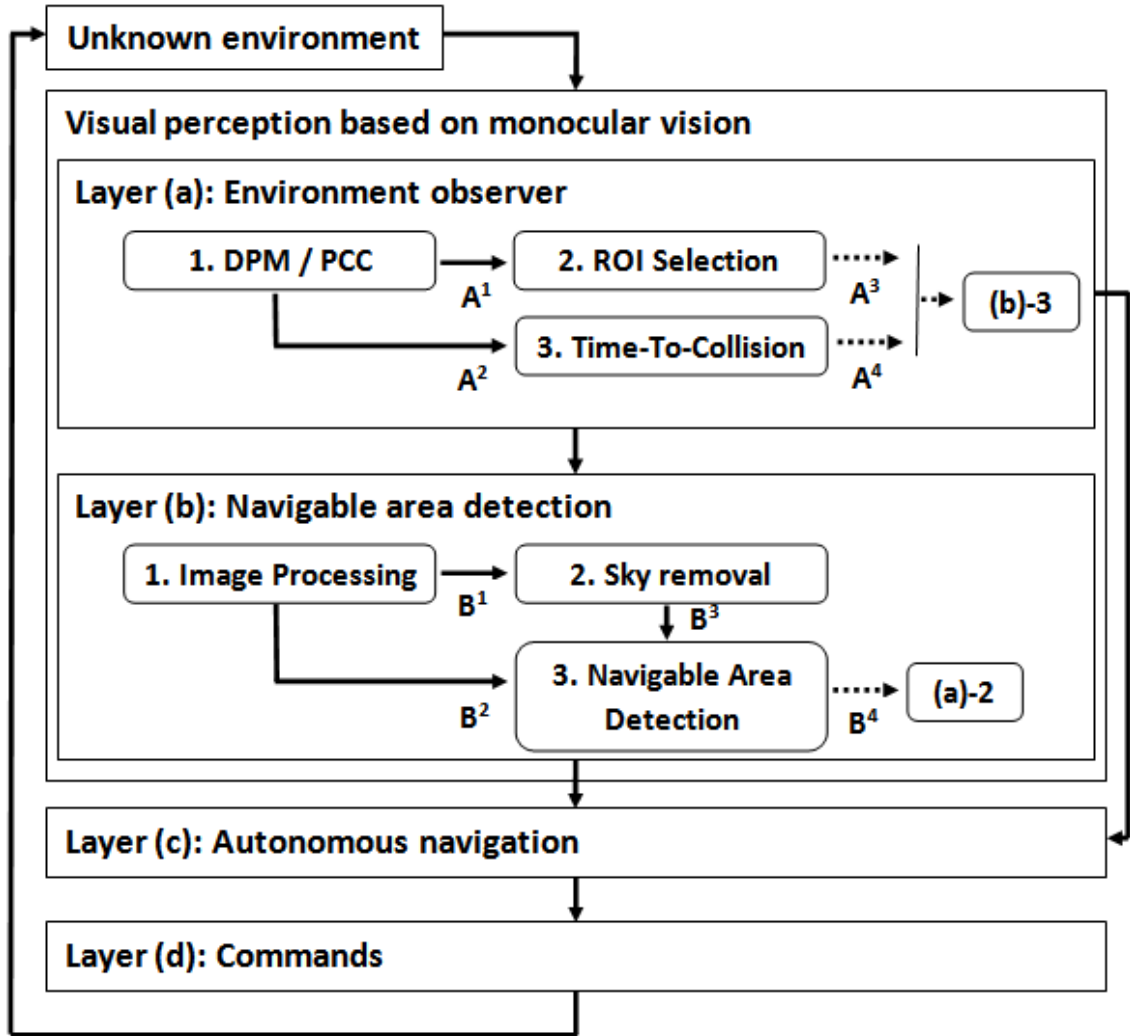 Unknown environment
Visual perception based on monocular vision
Layer (a): Environment observer
1. DPM / PCC
A¹
2. ROI Selection
A³
(b)-3
A²
3. Time-To-Collision
A⁴
Layer (b): Navigable area detection
1. Image Processing
B¹
2. Sky removal
B³
B²
3. Navigable Area
Detection
B⁴
(a)-2
Layer (c): Autonomous navigation
Layer (d): Commands